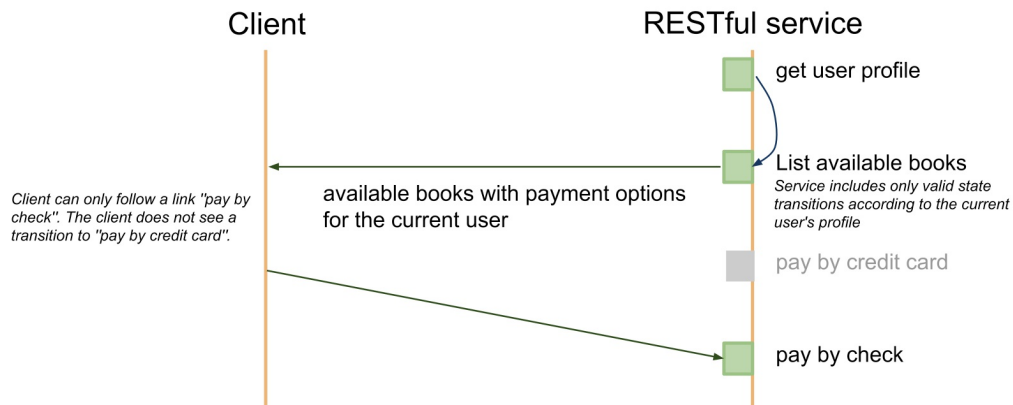 Client
RESTful service
get user profile
List available books
Service includes only valid state
transitions according to the current
user's profile
available books with payment options
for the current user
Client can only follow a link "pay by
check". The client does not see a
transition to "pay by credit card".
pay by credit card
pay by check